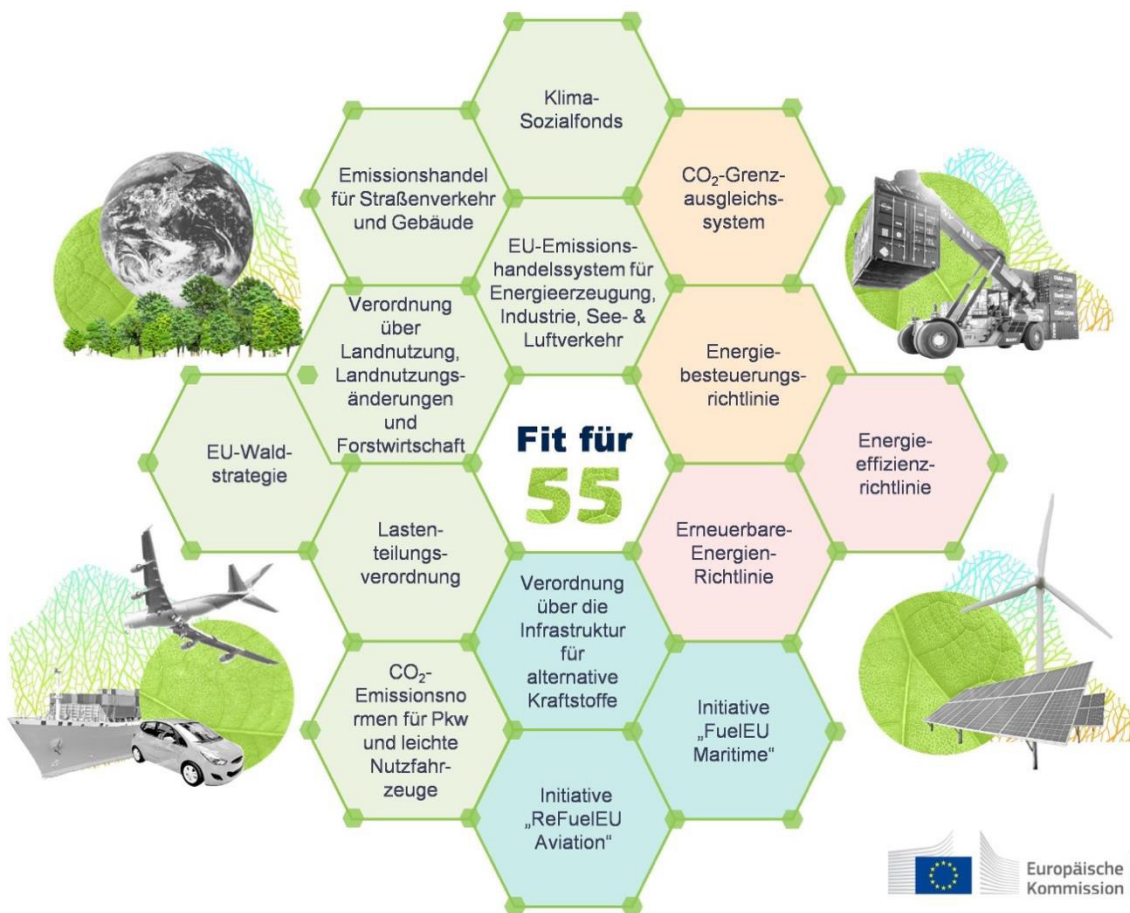 Klima-
Sozialfonds
Emissionshandel
für Straßenverkehr
und Gebäude
CO₂-Grenz-
ausgleichs-
system
EU-Emissions-
handelssystem für
Energieerzeugung,
Industrie, See- &
Luftverkehr
Verordnung
über
Landnutzung,
Landnutzungs-
änderungen
und
Forstwirtschaft
Energie-
besteuerungs-
richtlinie
EU-Wald-
strategie
Fit für
55
Energie-
effizienz-
richtlinie
Lasten-
teilungs-
verordnung
Erneuerbare-
Energien-
Richtlinie
Verordnung
über die
Infrastruktur
für
alternative
Kraftstoffe
CO₂-
Emissionsno
rmen für Pkw
und leichte
Nutzfahr-
zeuge
Initiative
„FuelEU
Maritime“
Initiative
„ReFuelEU
Aviation“
Europäische
Kommission